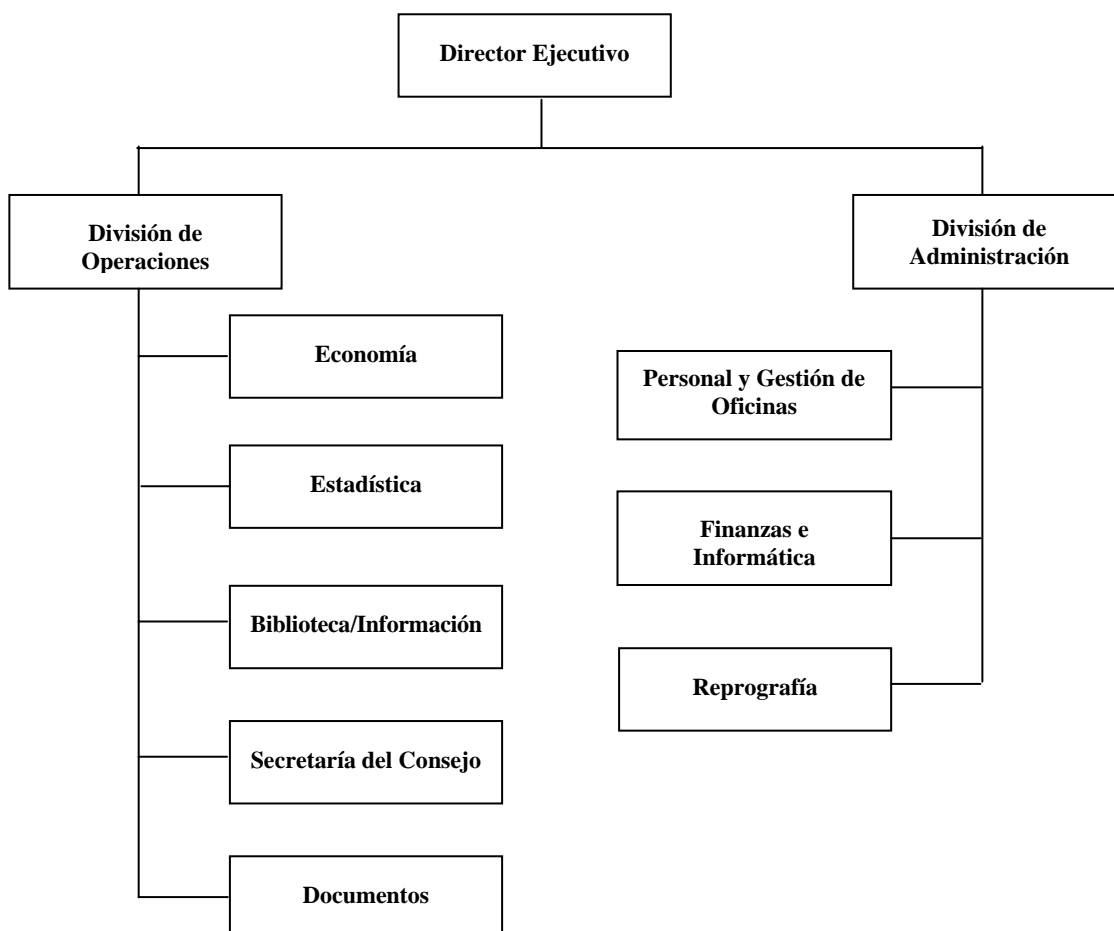 Director Ejecutivo
División de
Operaciones
División de
Administración
Economía
Estadística
Biblioteca/Información
Secretaría del Consejo
Documentos
Personal y Gestión de
Oficinas
Finanzas e
Informática
Reprografía